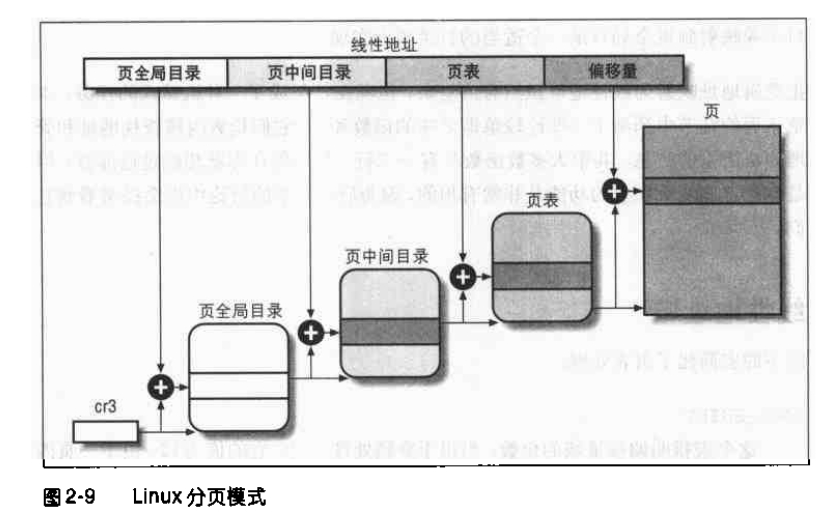 线性地址
页全局目录 页中间目录 页表 偏移量
页
页表
页中间目录
页全局目录
cr3
图2-9 Linux 分页模式